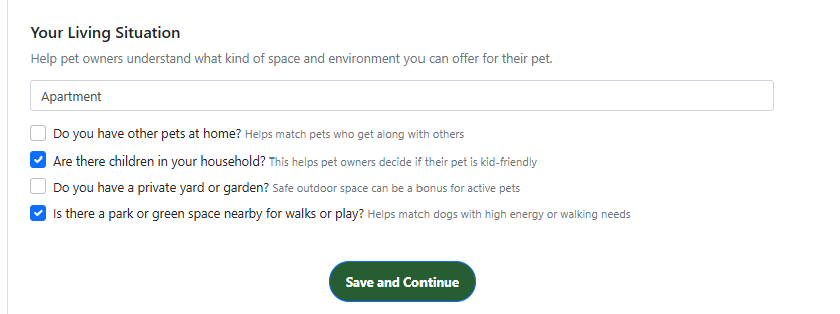 Your Living Situation
Help pet owners understand what kind of space and environment you can offer for their pet.
Apartment
Do you have other pets at home? Helps match pets who get along with others
Are there children in your household? This helps pet owners decide if their pet is kid-friendly
Do you have a private yard or garden? Safe outdoor space can be a bonus for active pets
Is there a park or green space nearby for walks or play? Helps match dogs with high energy or walking needs
Save and Continue